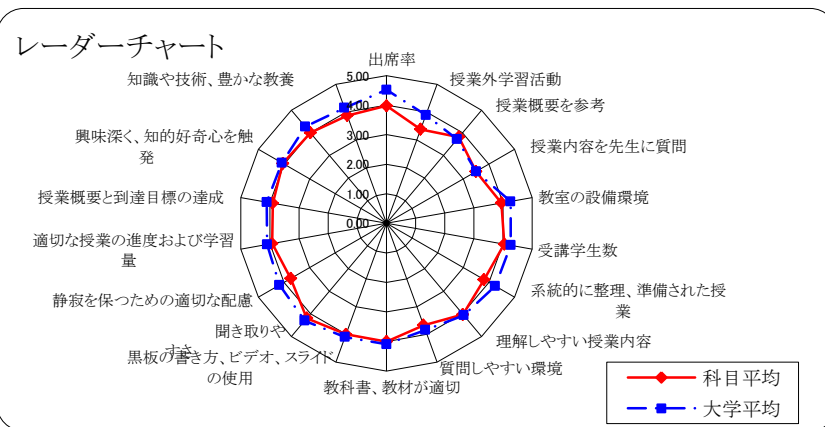 レーダーチャート
出席率
授業外学習活動
授業概要を参考
授業内容を先生に質問
教室の設備環境
受講学生数
系統的に整理、準備された授
業
理解しやすい授業内容
質問しやすい環境
教科書、教材が適切
黒板の書き方、ビデオ、スライド
の使用
聞き取りや
すさ
静寂を保つための適切な配慮
適切な授業の進度および学習
量
授業概要と到達目標の達成
興味深く、知的好奇心を触
発
知識や技術、豊かな教養
5.00
4.00
3.00
2.00
1.00
0.00
科目平均
大学平均